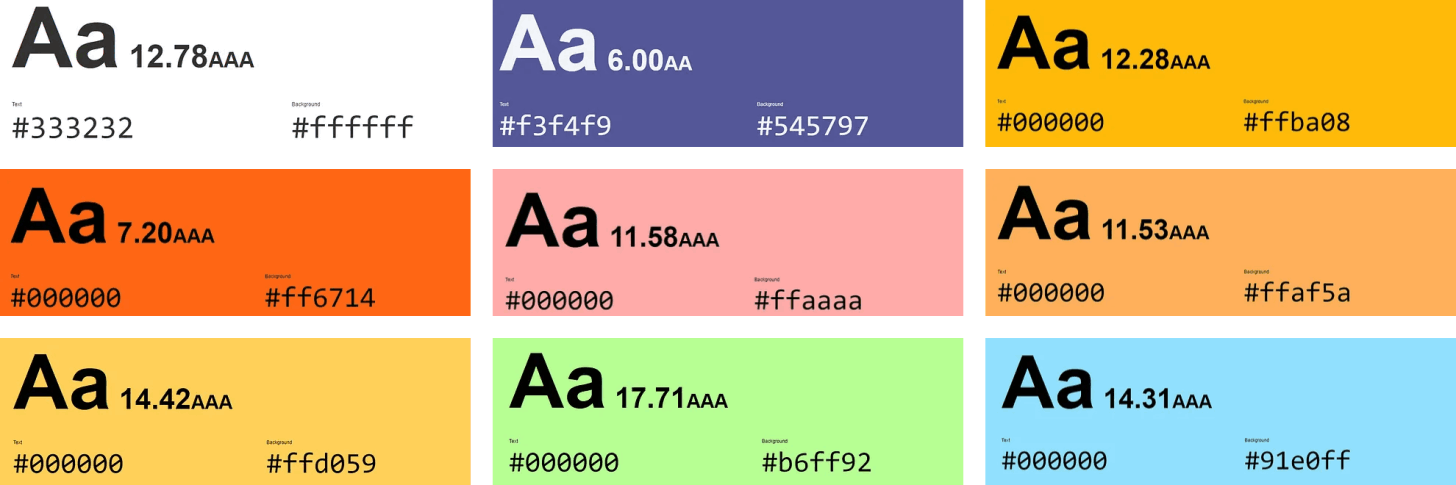 Aa 12.78AAA
Text Background
#333232 #ffffff
Aa 6.00AA
Text Background
#f3f4f9 #545797
Aa 12.28AAA
Text Background
#000000 #ffba08
Aa 7.20AAA
Text Background
#000000 #ff6714
Aa 11.58AAA
Text Background
#000000 #ffaaaa
Aa 11.53AAA
Text Background
#000000 #ffaf5a
Aa 14.42AAA
Text Background
#000000 #ffd059
Aa 17.71AAA
Text Background
#000000 #b6ff92
Aa 14.31AAA
Text Background
#000000 #91e0ff